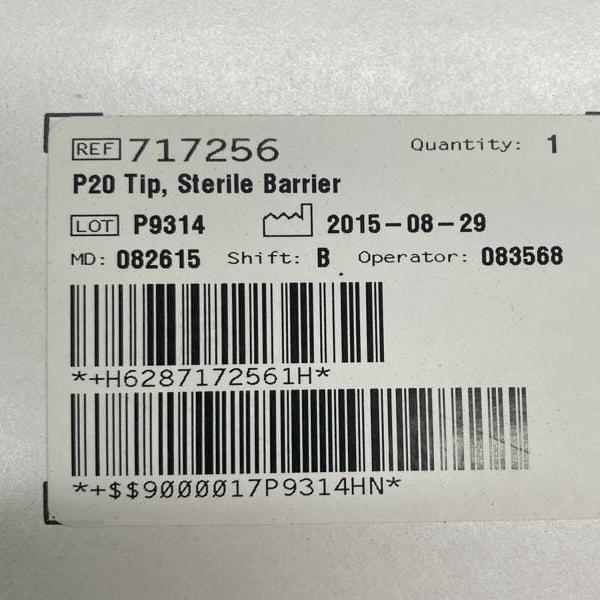 REF 717256 Quantity: 1
P20 Tip, Sterile Barrier
LOT P9314 2015-08-29
MD: 082615 Shift: B Operator: 083568
*+H6287172561H*
*+$$9000017P9314HN*